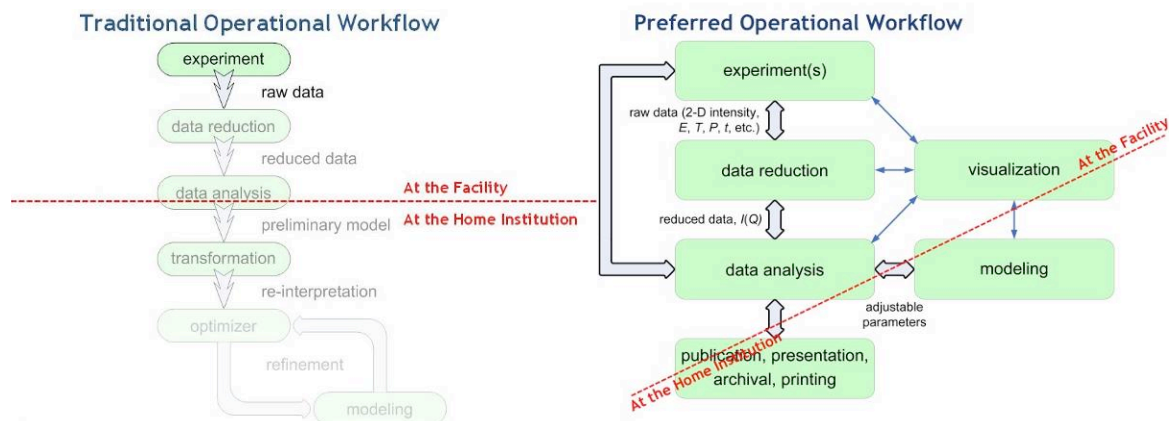 Traditional Operational Workflow
experiment
raw data
data reduction
reduced data
data analysis
At the Facility
At the Home Institution
preliminary model
transformation
re-interpretation
optimizer
refinement
modeling
Preferred Operational Workflow
experiment(s)
raw data (2-D intensity,
E, T, P, t, etc.)
data reduction
visualization
At the Facility
reduced data, I(Q)
data analysis
modeling
adjustable
parameters
At the Home Institution
publication, presentation,
archival, printing